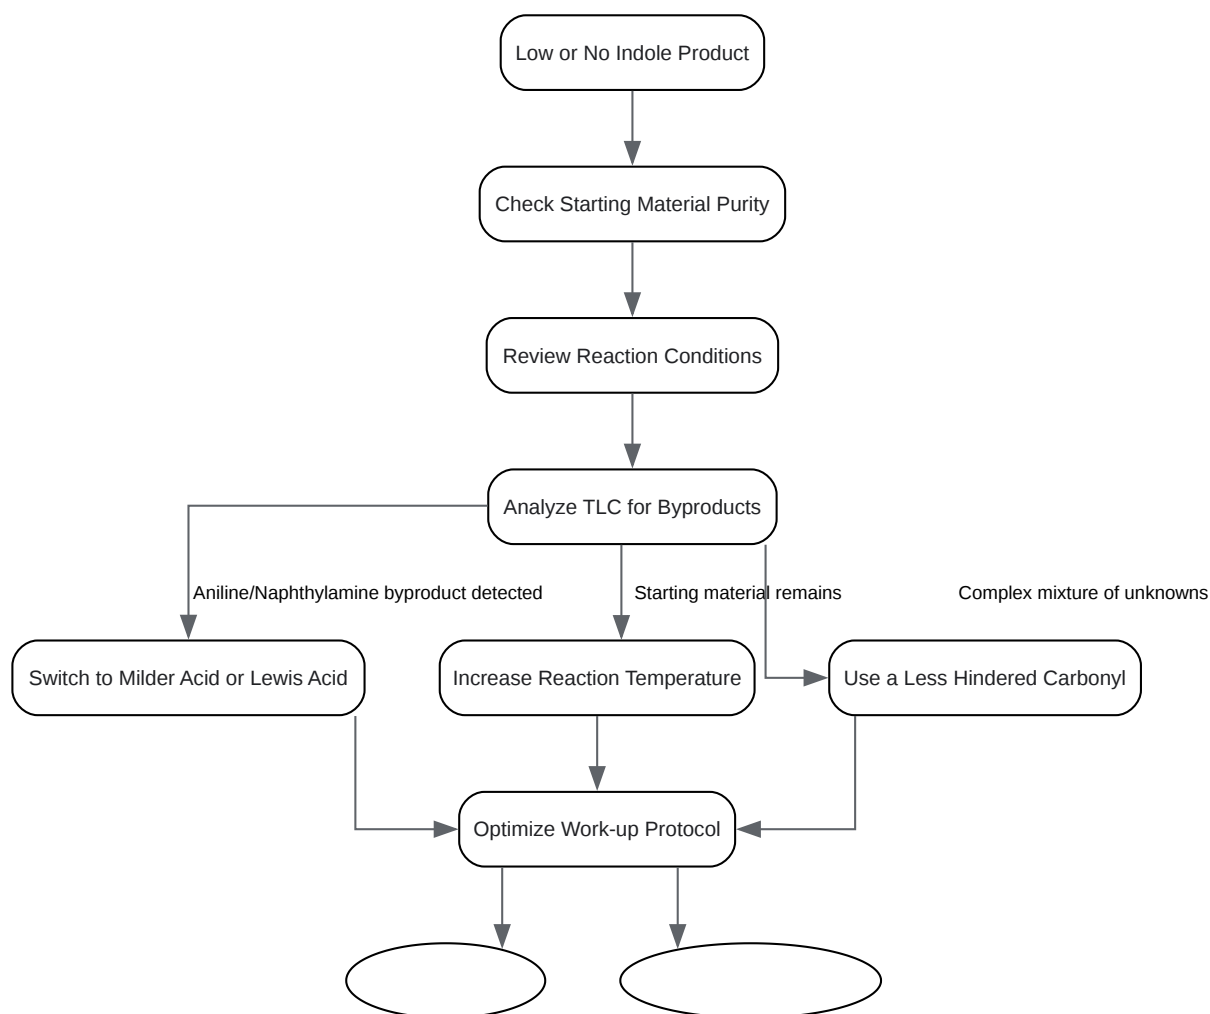 Low or No Indole Product
Check Starting Material Purity
Review Reaction Conditions
Analyze TLC for Byproducts
Aniline/Naphthylamine byproduct detected
Starting material remains
Complex mixture of unknowns
Switch to Milder Acid or Lewis Acid
Increase Reaction Temperature
Use a Less Hindered Carbonyl
Optimize Work-up Protocol